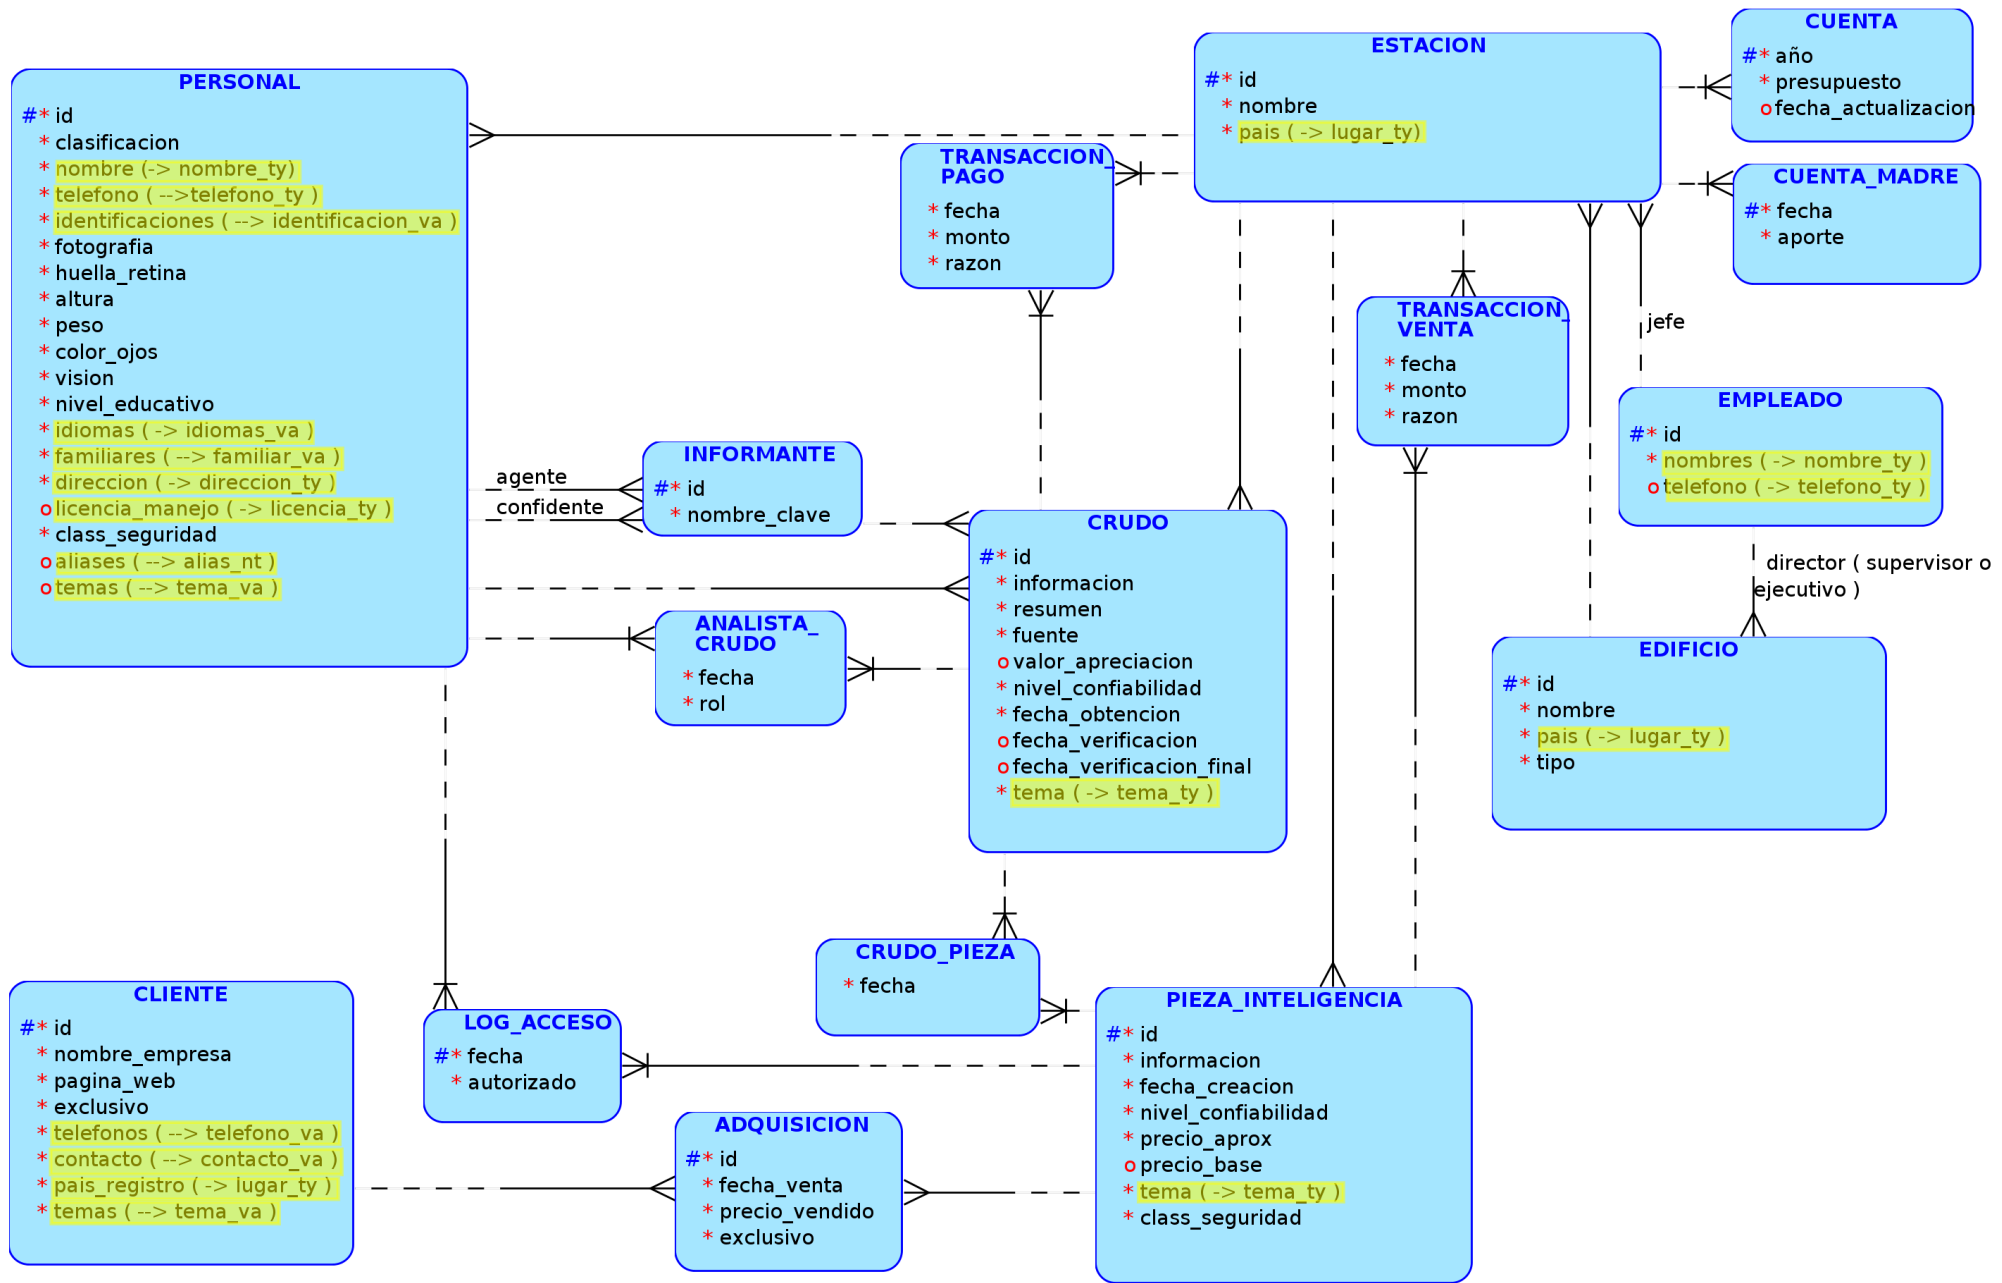 PERSONAL
#* id
* clasificacion
* nombre (-> nombre_ty)
* telefono ( -->telefono_ty )
* identificaciones ( --> identificacion_va )
* fotografia
* huella_retina
* altura
* peso
* color_ojos
* vision
* nivel_educativo
* idiomas ( -> idiomas_va )
* familiares ( --> familiar_va )
* direccion ( -> direccion_ty )
o licencia_manejo ( -> licencia_ty )
* class_seguridad
o aliases ( --> alias_nt )
o temas ( --> tema_va )
ESTACION
#* id
* nombre
* pais ( -> lugar_ty)
CUENTA
#* año
* presupuesto
o fecha_actualizacion
CUENTA_MADRE
#* fecha
* aporte
TRANSACCION_
PAGO
* fecha
* monto
* razon
TRANSACCION_
VENTA
* fecha
* monto
* razon
jefe
EMPLEADO
#* id
* nombres ( -> nombre_ty )
o telefono ( -> telefono_ty )
director ( supervisor o
ejecutivo )
EDIFICIO
#* id
* nombre
* pais ( -> lugar_ty )
* tipo
agente
confidente
INFORMANTE
#* id
* nombre_clave
CRUDO
#* id
* informacion
* resumen
* fuente
o valor_apreciacion
* nivel_confiabilidad
* fecha_obtencion
o fecha_verificacion
o fecha_verificacion_final
* tema ( -> tema_ty )
ANALISTA_
CRUDO
* fecha
* rol
CRUDO_PIEZA
* fecha
CLIENTE
#* id
* nombre_empresa
* pagina_web
* exclusivo
* telefonos ( --> telefono_va )
* contacto ( --> contacto_va )
* pais_registro ( -> lugar_ty )
* temas ( --> tema_va )
LOG_ACCESO
#* fecha
* autorizado
ADQUISICION
#* id
* fecha_venta
* precio_vendido
* exclusivo
PIEZA_INTELIGENCIA
#* id
* informacion
* fecha_creacion
* nivel_confiabilidad
* precio_aprox
o precio_base
* tema ( -> tema_ty )
* class_seguridad